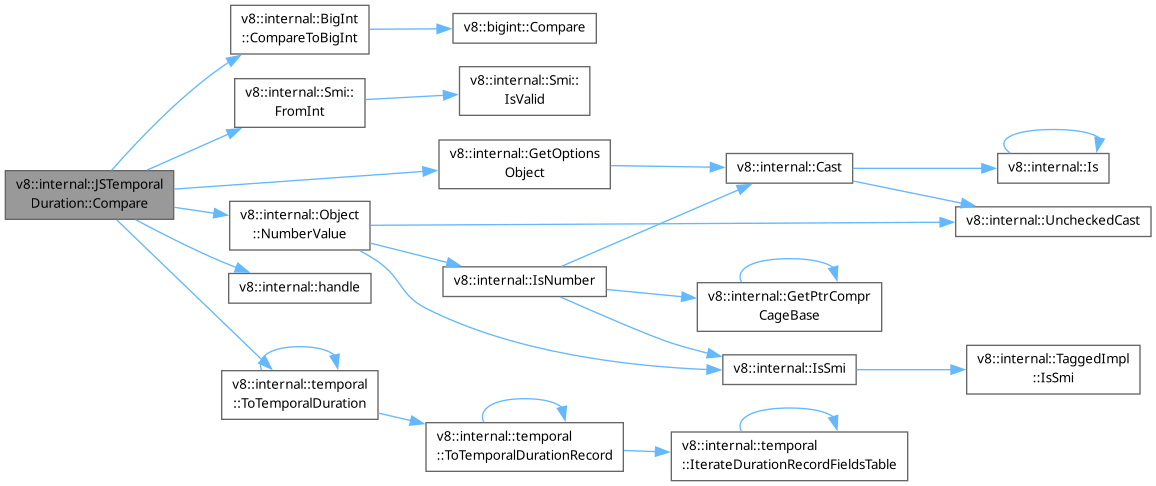 v8::internal::BigInt
::CompareToBigInt
v8::bigint::Compare
v8::internal::Smi::
FromInt
v8::internal::Smi::
IsValid
v8::internal::GetOptions
Object
v8::internal::Cast
v8::internal::Is
v8::internal::JSTemporal
Duration::Compare
v8::internal::Object
::NumberValue
v8::internal::UncheckedCast
v8::internal::handle
v8::internal::IsNumber
v8::internal::GetPtrCompr
CageBase
v8::internal::IsSmi
v8::internal::TaggedImpl
::IsSmi
v8::internal::temporal
::ToTemporalDuration
v8::internal::temporal
::ToTemporalDurationRecord
v8::internal::temporal
::IterateDurationRecordFieldsTable